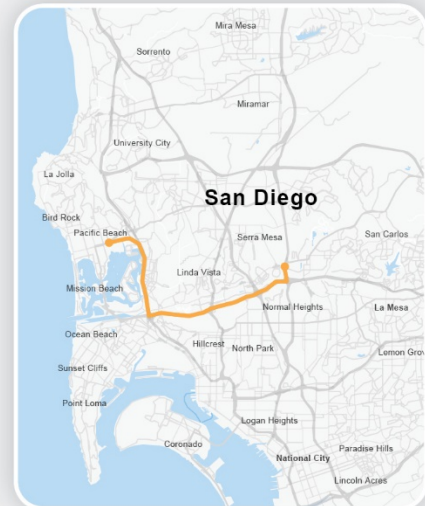 Mira Mesa
Sorrento
Miramar
University City
La Jolla
San Diego
Bird Rock
Pacific Beach
Serra Mesa
San Carlos
Linda Vista
Mission Beach
Normal Heights
La Mesa
Ocean Beach
Hillcrest
North Park
Lemon Grov
Sunset Cliffs
Point Loma
Logan Heights
Coronado
Paradise Hills
National City
Lincoln Acres